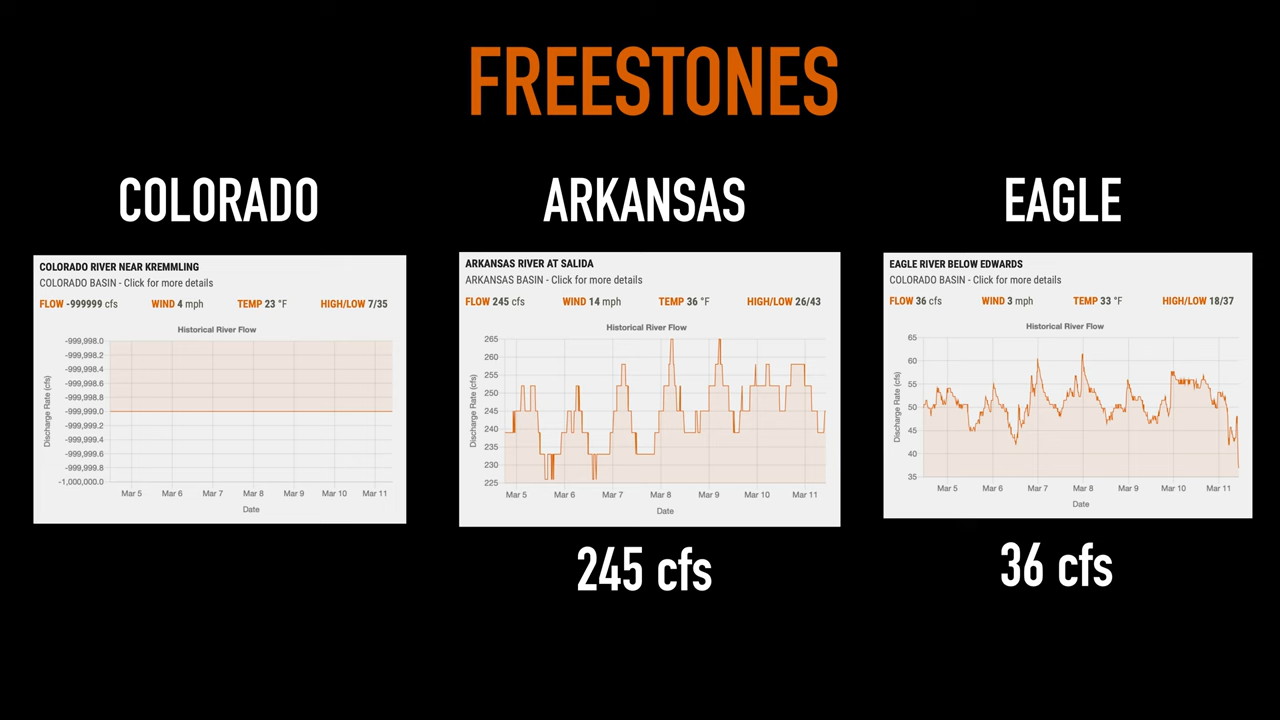 FREESTONES
COLORADO
ARKANSAS
EAGLE
COLORADO RIVER NEAR KREMMLING
COLORADO BASIN - Click for more details
FLOW -999999 cfs WIND 4 mph TEMP 23 °F HIGH/LOW 7/35
Historical River Flow
-999,998.0
-999,998.2
-999,998.4
-999,998.6
-999,998.8
-999,999.0
-999,999.2
-999,999.4
-999,999.6
-999,999.8
-1,000,000.0
Discharge Rate (cfs)
Mar 5 Mar 6 Mar 7 Mar 8 Mar 9 Mar 10 Mar 11
Date
ARKANSAS RIVER AT SALIDA
ARKANSAS BASIN - Click for more details
FLOW 245 cfs WIND 14 mph TEMP 36 °F HIGH/LOW 26/43
Historical River Flow
265
260
255
250
245
240
235
230
225
Discharge Rate (cfs)
Mar 5 Mar 6 Mar 7 Mar 8 Mar 9 Mar 10 Mar 11
Date
245 cfs
EAGLE RIVER BELOW EDWARDS
COLORADO BASIN - Click for more details
FLOW 36 cfs WIND 3 mph TEMP 33 °F HIGH/LOW 18/37
Historical River Flow
65
60
55
50
45
40
35
Discharge Rate (cfs)
Mar 5 Mar 6 Mar 7 Mar 8 Mar 9 Mar 10 Mar 11
Date
36 cfs